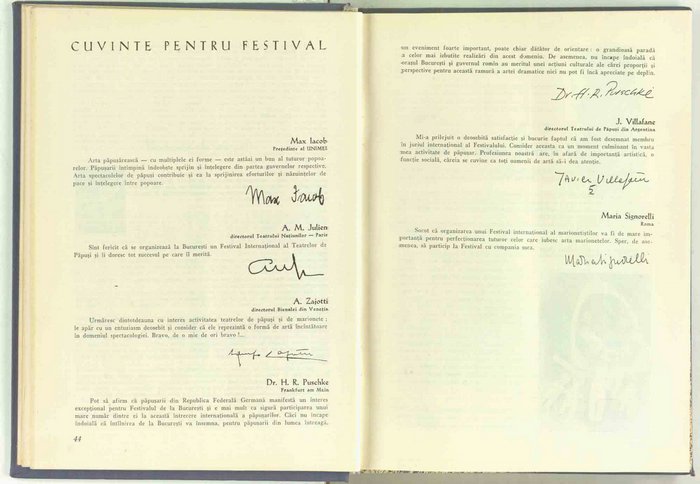 CUVINTE PENTRU FESTIVAL
Max Iacob
Președinte al UNIMEI
Arta păpușărească — cu multiplele ei forme — este astăzi un bun al tuturor popoa-
relor. Păpușarii întîmpină îndeobște sprijin și înțelegere din partea guvernelor respective.
Arta spectacolelor de păpuși contribuie și ea la sprijinirea eforturilor și năzuințelor de
pace și înțelegere între popoare.
Max Jacob
A. M. Julien
directorul Teatrului Națiunilor — Paris
Sînt fericit că se organizează la București un Festival Internațional al Teatrelor de
Păpuși și îi doresc tot succesul pe care îl merită.
A. Zajotti
directorul Bienalei din Veneția
Urmăresc dintotdeauna cu interes activitatea teatrelor de păpuși și de marionete :
le apăr cu un entuziasm deosebit și consider că ele reprezintă o formă de artă încîntătoare
în domeniul spectacologiei. Bravo, de o mie de ori bravo !...
Dr. H. R. Puschke
Frankfurt am Main
Pot să afirm că păpușarii din Republica Federală Germană manifestă un interes
excepțional pentru Festivalul de la București și e mai mult ca sigură participarea unui
mare număr dintre ei la această întrecere internațională a păpușarilor. Căci nu încape
îndoială că întîlnirea de la București va însemna, pentru păpușarii din lumea întreagă,
44
un eveniment foarte important, poate chiar dătător de orientare : o grandioasă paradă
a celor mai izbutite realizări din acest domeniu. De asemenea, nu încape îndoială că
orașul București și guvernul romîn au meritul unei acțiuni culturale ale cărei proporții și
perspective pentru această ramură a artei dramatice nici nu pot fi încă apreciate pe deplin.
Dr. H. R. Puschke
J. Villafane
directorul Teatrului de Păpuși din Argentina
Mi-a prilejuit o deosebită satisfacție și bucurie faptul că am fost desemnat membru
în juriul internațional al Festivalului. Consider aceasta ca un moment culminant în vasta
mea activitate de păpușar. Profesiunea noastră are, în afară de importanța artistică, o
funcție socială, căreia se cuvine ca toți oamenii de artă să-i dea atenție.
Javier Villafañe
Maria Signorelli
Roma
Socot că organizarea unui Festival internațional al marionetiștilor va fi de mare im-
portanță pentru perfecționarea tuturor celor care iubesc arta marionetelor. Sper, de ase-
menea, să particip la Festival cu compania mea.
Maria Signorelli